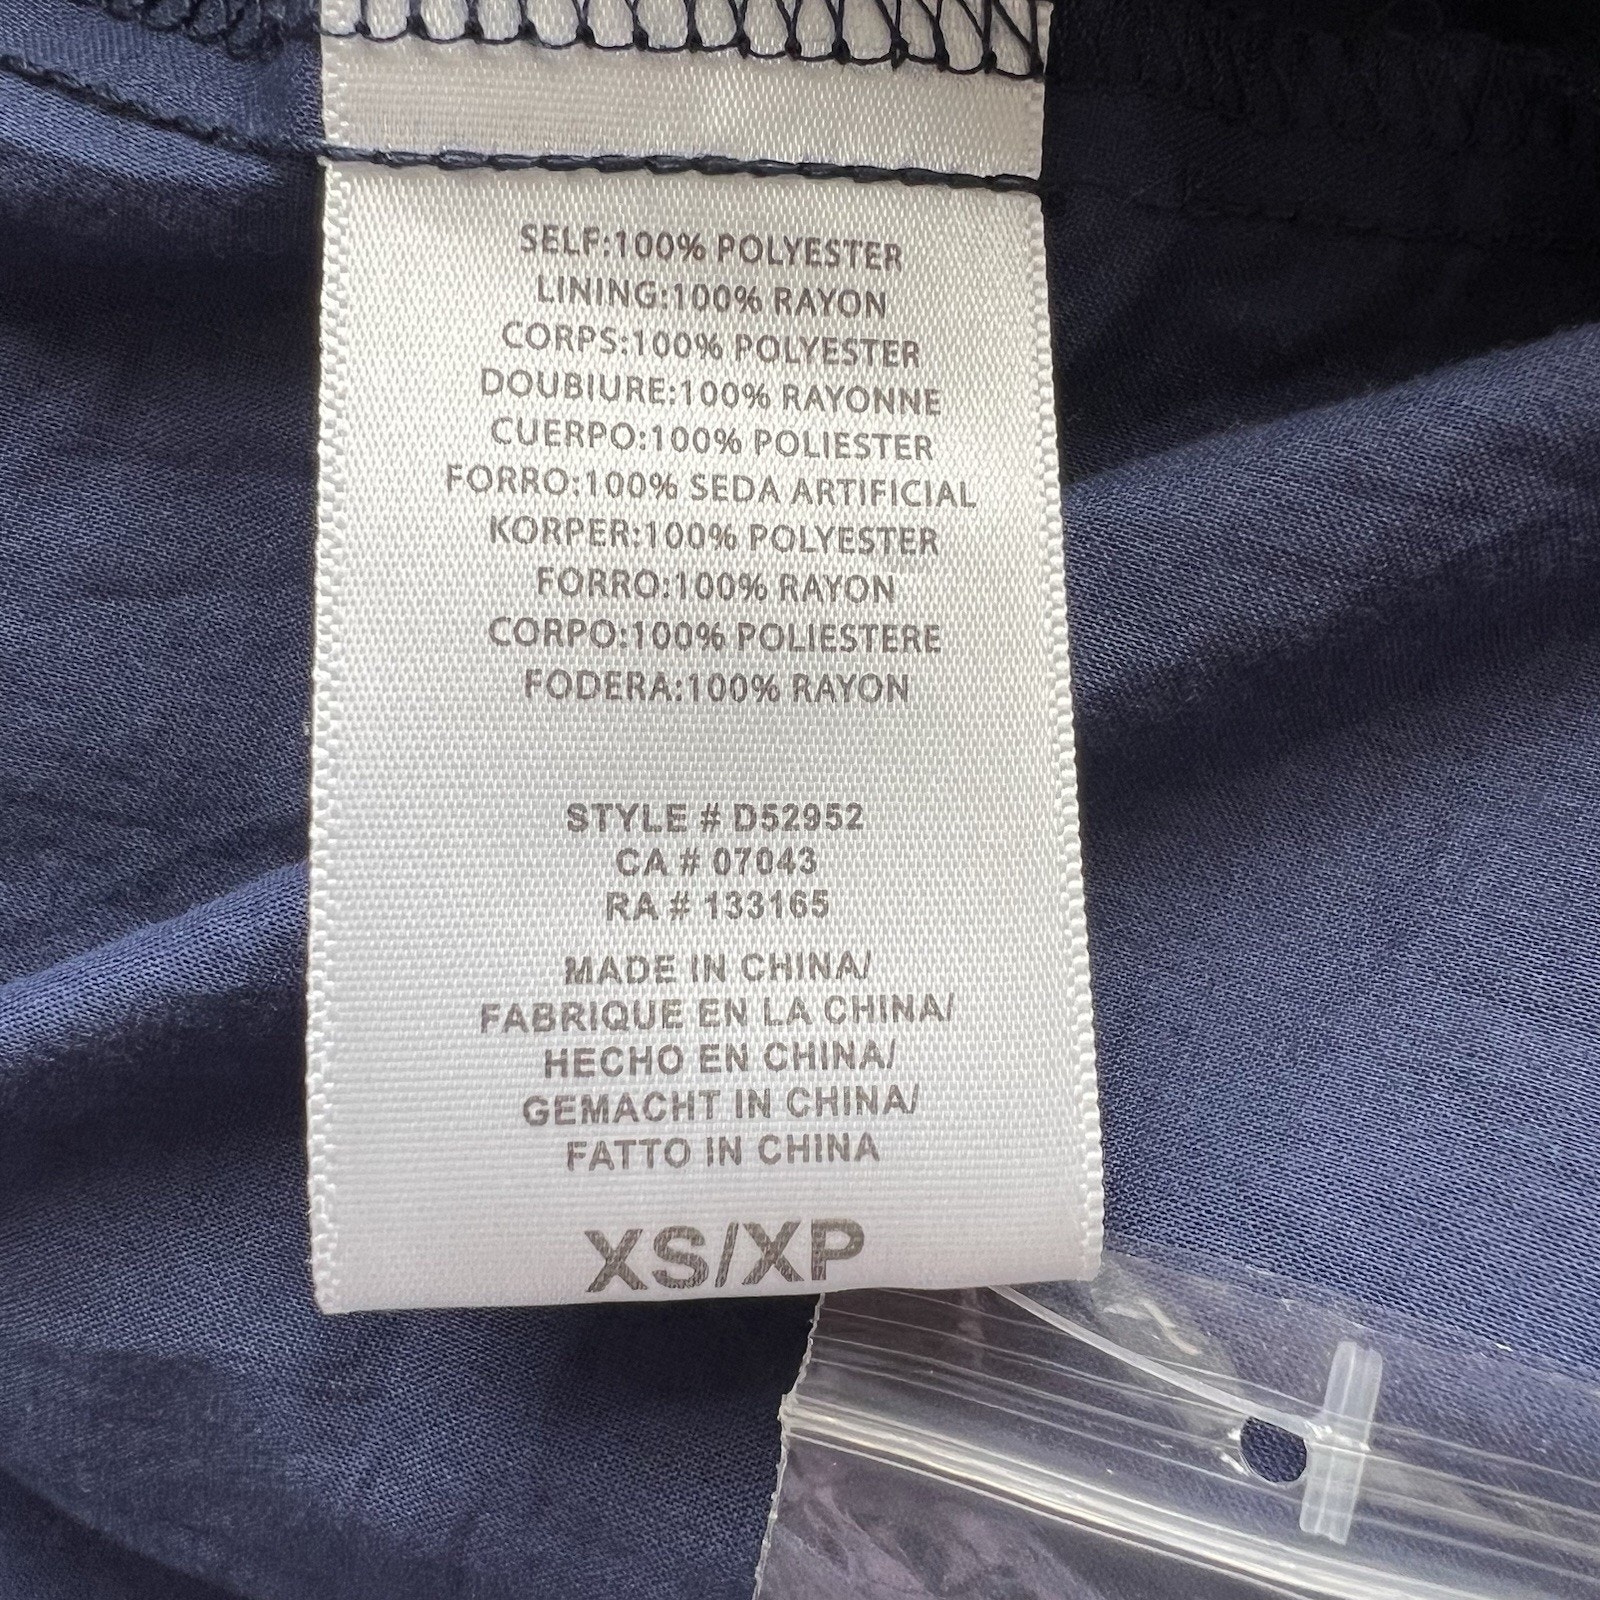 SELF:100% POLYESTER
LINING:100% RAYON
CORPS:100% POLYESTER
DOUBIURE:100% RAYONNE
CUERPO:100% POLIESTER
FORRO:100% SEDA ARTIFICIAL
KORPER:100% POLYESTER
FORRO:100% RAYON
CORPO:100% POLIESTERE
FODERA:100% RAYON
STYLE # D52952
CA # 07043
RA # 133165
MADE IN CHINA/
FABRIQUE EN LA CHINA/
HECHO EN CHINA/
GEMACHT IN CHINA/
FATTO IN CHINA
XS/XP